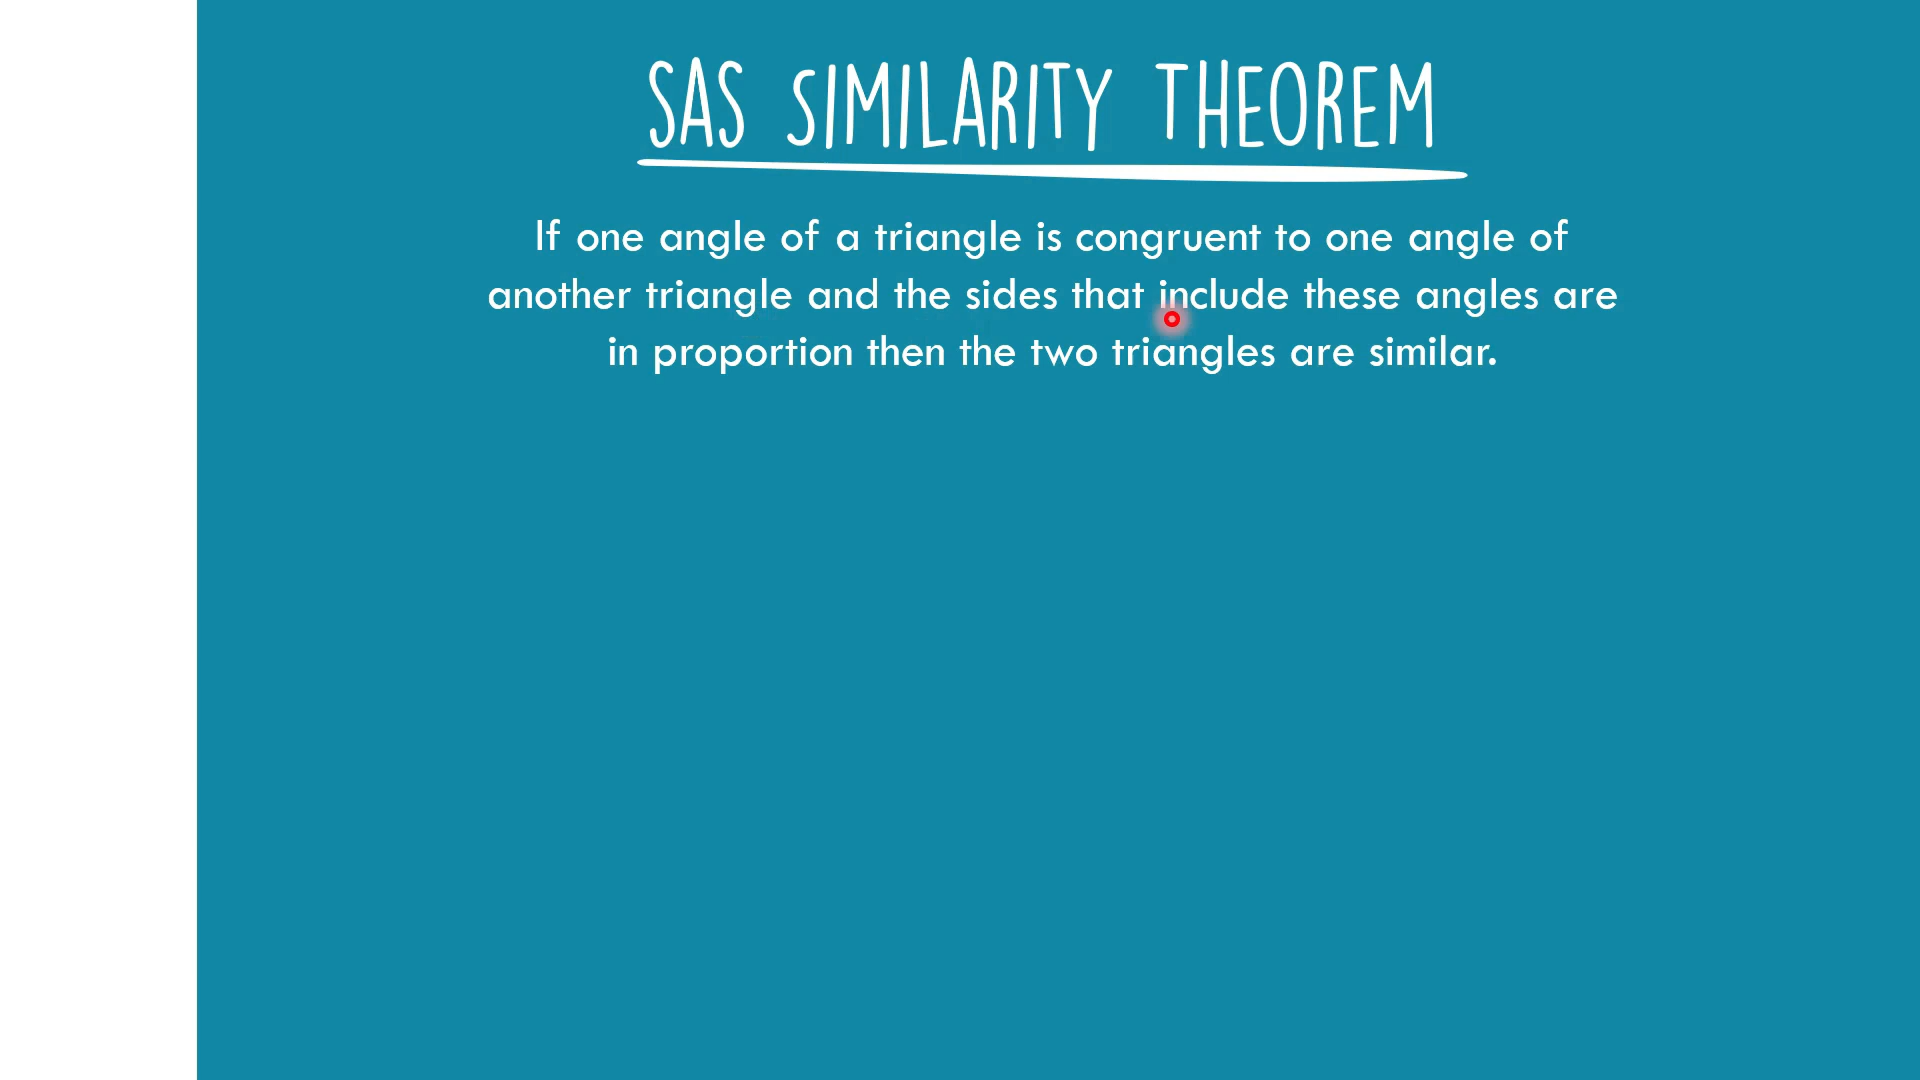 SAS SIMILARITY THEOREM
If one angle of a triangle is congruent to one angle of
another triangle and the sides that include these angles are
in proportion then the two triangles are similar.